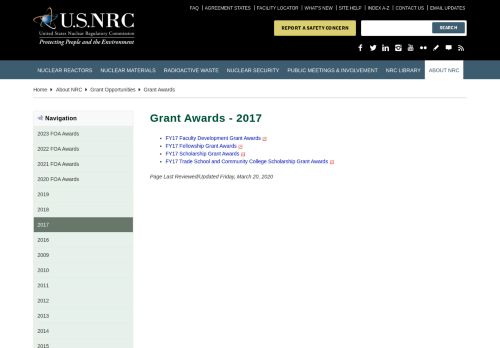 FAQ | AGREEMENT STATES | FACILITY LOCATOR | WHAT'S NEW | SITE HELP | INDEX A-Z | CONTACT US | EMAIL UPDATES
U.S.NRC
United States Nuclear Regulatory Commission
Protecting People and the Environment
REPORT A SAFETY CONCERN
SEARCH
NUCLEAR REACTORS NUCLEAR MATERIALS RADIOACTIVE WASTE NUCLEAR SECURITY PUBLIC MEETINGS & INVOLVEMENT NRC LIBRARY ABOUT NRC
Home About NRC Grant Opportunities Grant Awards
Navigation
2023 FOA Awards
2022 FOA Awards
2021 FOA Awards
2020 FOA Awards
2019
2018
2017
2016
2009
2010
2011
2012
2013
2014
2015
Grant Awards - 2017
FY17 Faculty Development Grant Awards
FY17 Fellowship Grant Awards
FY17 Scholarship Grant Awards
FY17 Trade School and Community College Scholarship Grant Awards
Page Last Reviewed/Updated Friday, March 20, 2020